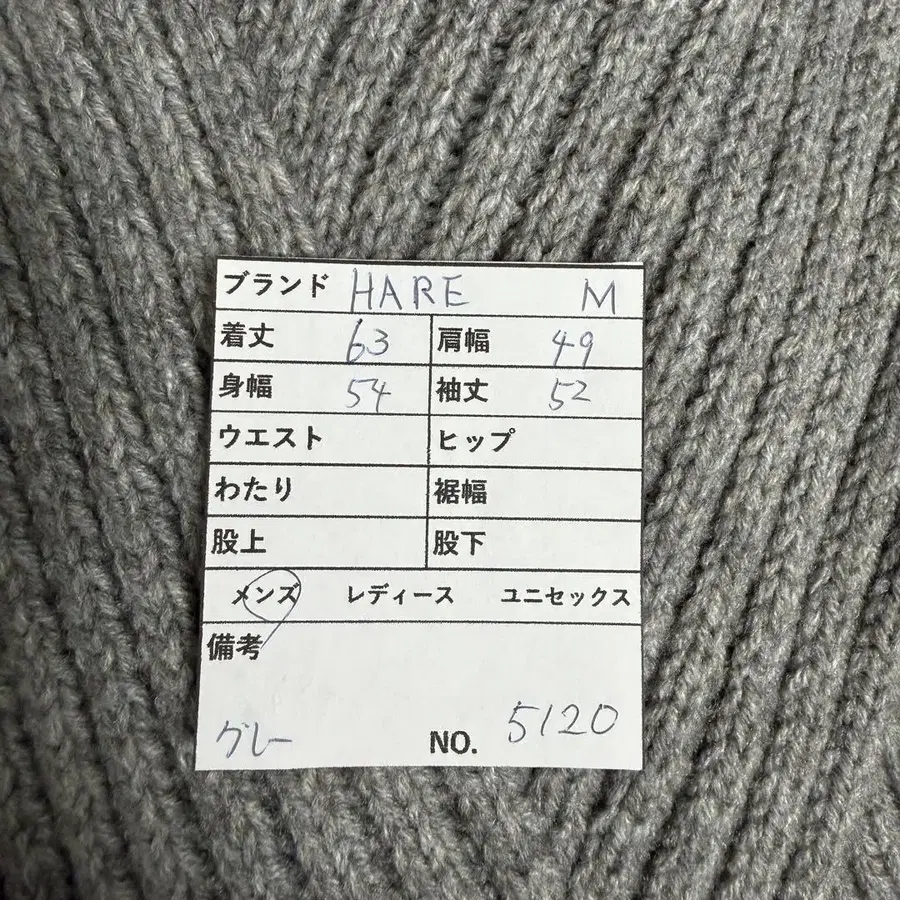 ブランド HARE M
着丈 63 肩幅 49
身幅 54 袖丈 52
ウエスト ヒップ
わたり 裾幅
股上 股下
メンズ レディース ユニセックス
備考
グレー NO. 5120